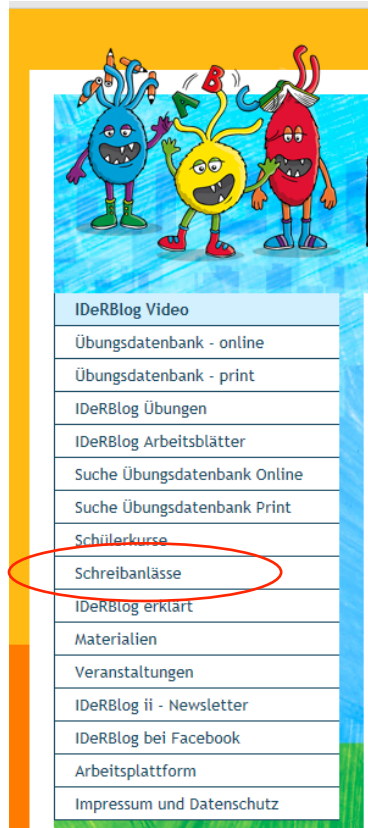 A B C
IDeRBlog Video
Übungsdatenbank - online
Übungsdatenbank - print
IDeRBlog Übungen
IDeRBlog Arbeitsblätter
Suche Übungsdatenbank Online
Suche Übungsdatenbank Print
Schülerkurse
Schreibanlässe
IDeRBlog erklärt
Materialien
Veranstaltungen
IDeRBlog ii - Newsletter
IDeRBlog bei Facebook
Arbeitsplattform
Impressum und Datenschutz